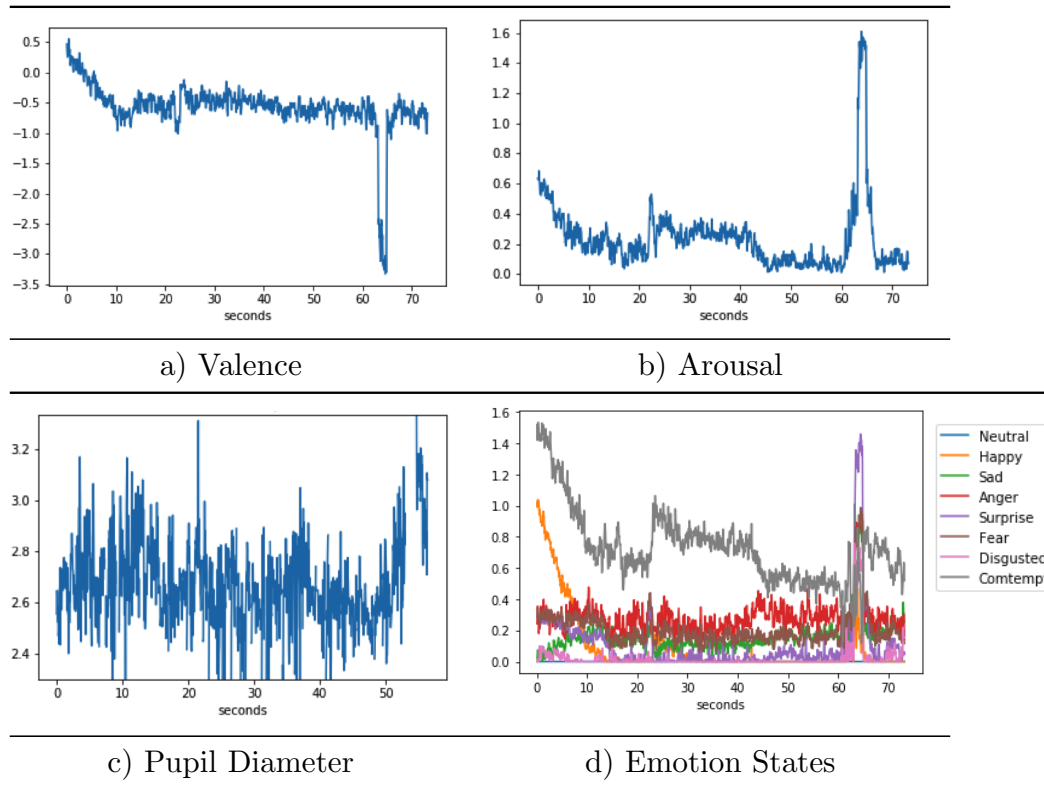 0.5
0.0
−0.5
−1.0
−1.5
−2.0
−2.5
−3.0
−3.5
0 10 20 30 40 50 60 70
seconds
1.6
1.4
1.2
1.0
0.8
0.6
0.4
0.2
0.0
0 10 20 30 40 50 60 70
seconds
a) Valence
b) Arousal
3.2
3.0
2.8
2.6
2.4
0 10 20 30 40 50
seconds
1.6
1.4
1.2
1.0
0.8
0.6
0.4
0.2
0.0
0 10 20 30 40 50 60 70
seconds
Neutral
Happy
Sad
Anger
Surprise
Fear
Disgusted
Comtempt
c) Pupil Diameter
d) Emotion States